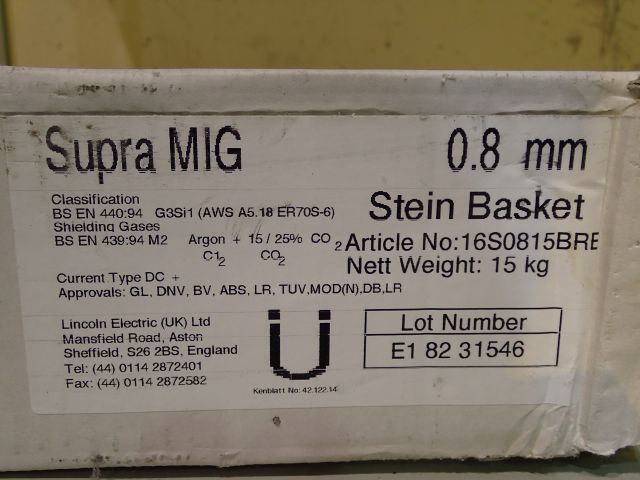 Supra MIG 0.8 mm
Classification
BS EN 440:94 G3Si1 (AWS A5.18 ER70S-6)
Stein Basket
Shielding Gases
BS EN 439:94 M2 Argon + 15 / 25% CO2
C12 CO2
Article No:16S0815BRE
Nett Weight: 15 kg
Current Type DC +
Approvals: GL, DNV, BV, ABS, LR, TUV,MOD(N),DB,LR
Lincoln Electric (UK) Ltd
Mansfield Road, Aston
Sheffield, S26 2BS, England
Tel: (44) 0114 2872401
Fax: (44) 0114 2872582
Ü
Kenblatt No: 42.122.14
Lot Number
E1 82 31546